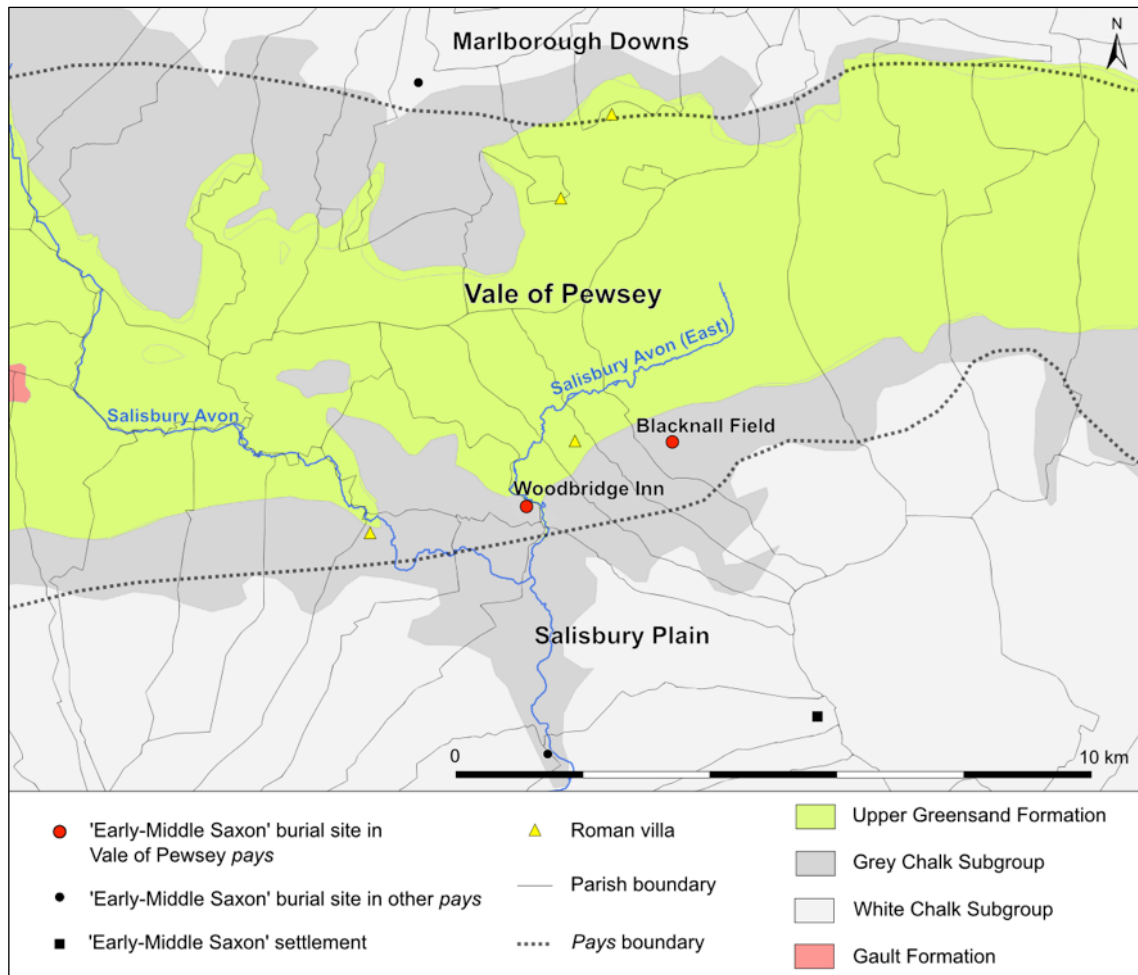 Marlborough Downs
N
Vale of Pewsey
Salisbury Avon (East)
Salisbury Avon
Blacknall Field
Woodbridge Inn
Salisbury Plain
0
10 km
'Early-Middle Saxon' burial site in
Vale of Pewsey pays
'Early-Middle Saxon' burial site in other pays
'Early-Middle Saxon' settlement
Roman villa
Parish boundary
Pays boundary
Upper Greensand Formation
Grey Chalk Subgroup
White Chalk Subgroup
Gault Formation